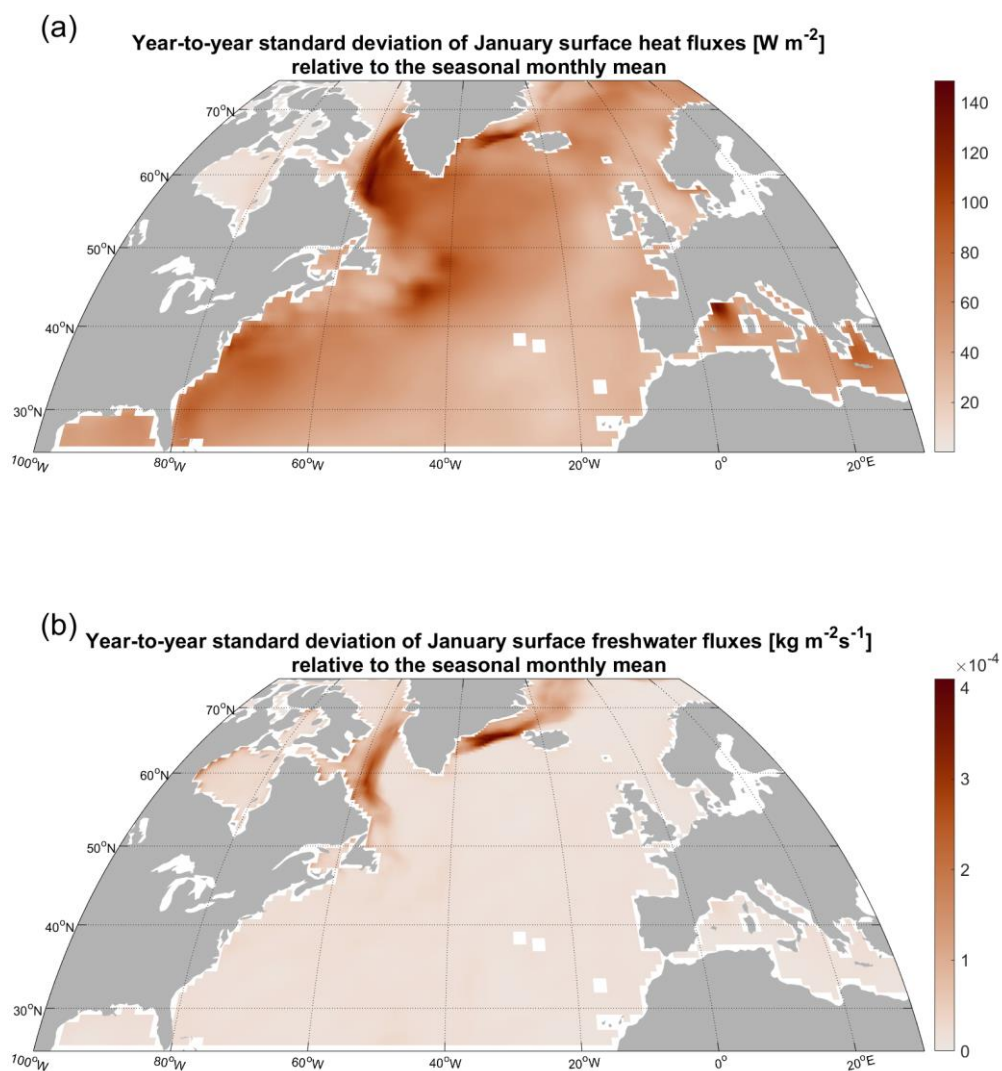 (a)
Year-to-year standard deviation of January surface heat fluxes [W m⁻²]
relative to the seasonal monthly mean
70°N
60°N
50°N
40°N
30°N
100°W
80°W
60°W
40°W
20°W
0°
20°E
140
120
100
80
60
40
20
(b)
Year-to-year standard deviation of January surface freshwater fluxes [kg m⁻²s⁻¹]
relative to the seasonal monthly mean
70°N
60°N
50°N
40°N
30°N
100°W
80°W
60°W
40°W
20°W
0°
20°E
×10⁻⁴
4
3
2
1
0